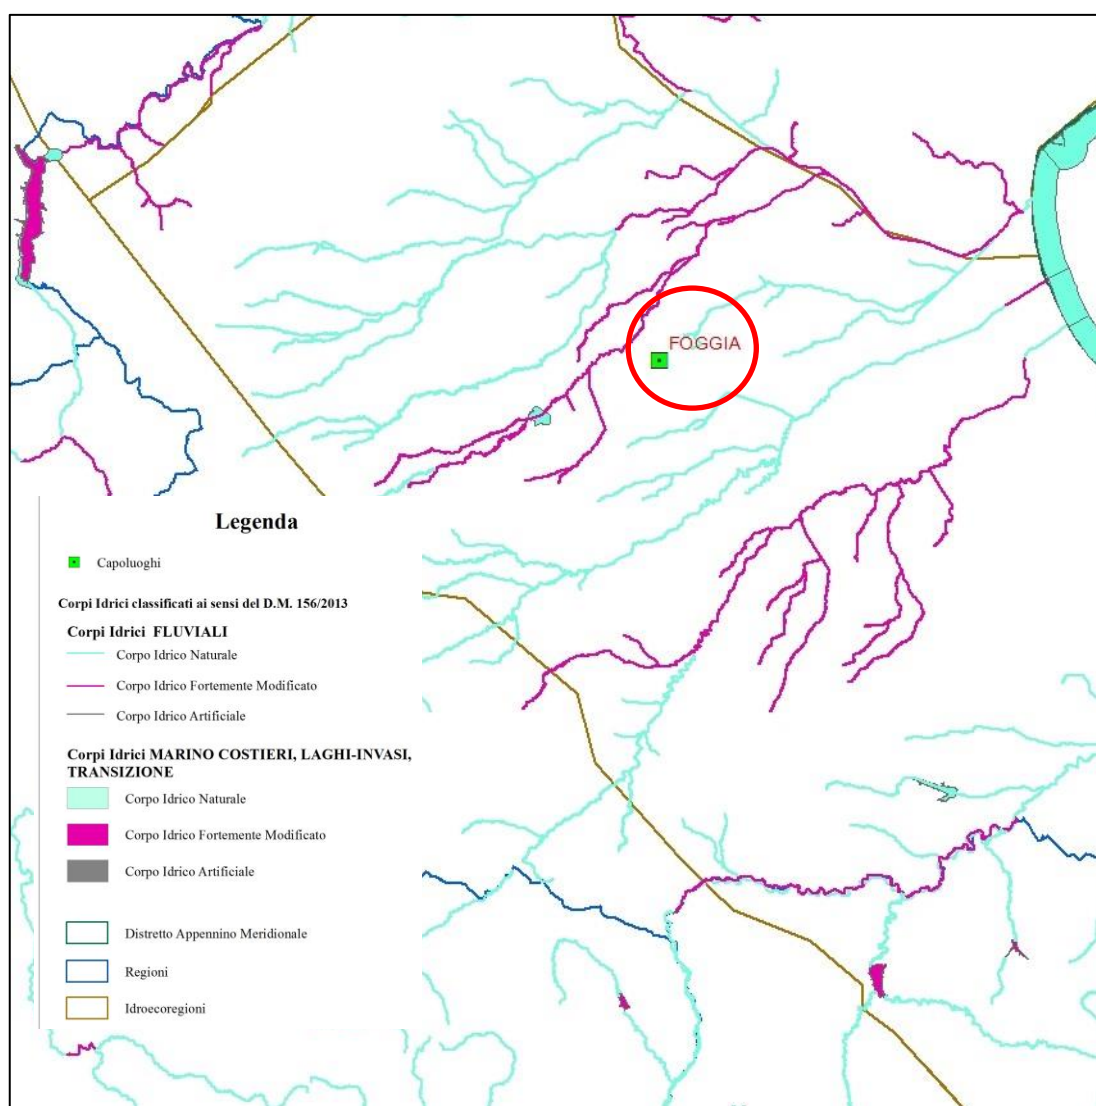 FOGGIA
Legenda
Capoluoghi
Corpi Idrici classificati ai sensi del D.M. 156/2013
Corpi Idrici FLUVIALI
Corpo Idrico Naturale
Corpo Idrico Fortemente Modificato
Corpo Idrico Artificiale
Corpi Idrici MARINO COSTIERI, LAGHI-INVASI,
TRANSIZIONE
Corpo Idrico Naturale
Corpo Idrico Fortemente Modificato
Corpo Idrico Artificiale
Distretto Appennino Meridionale
Regioni
Idroecoregioni